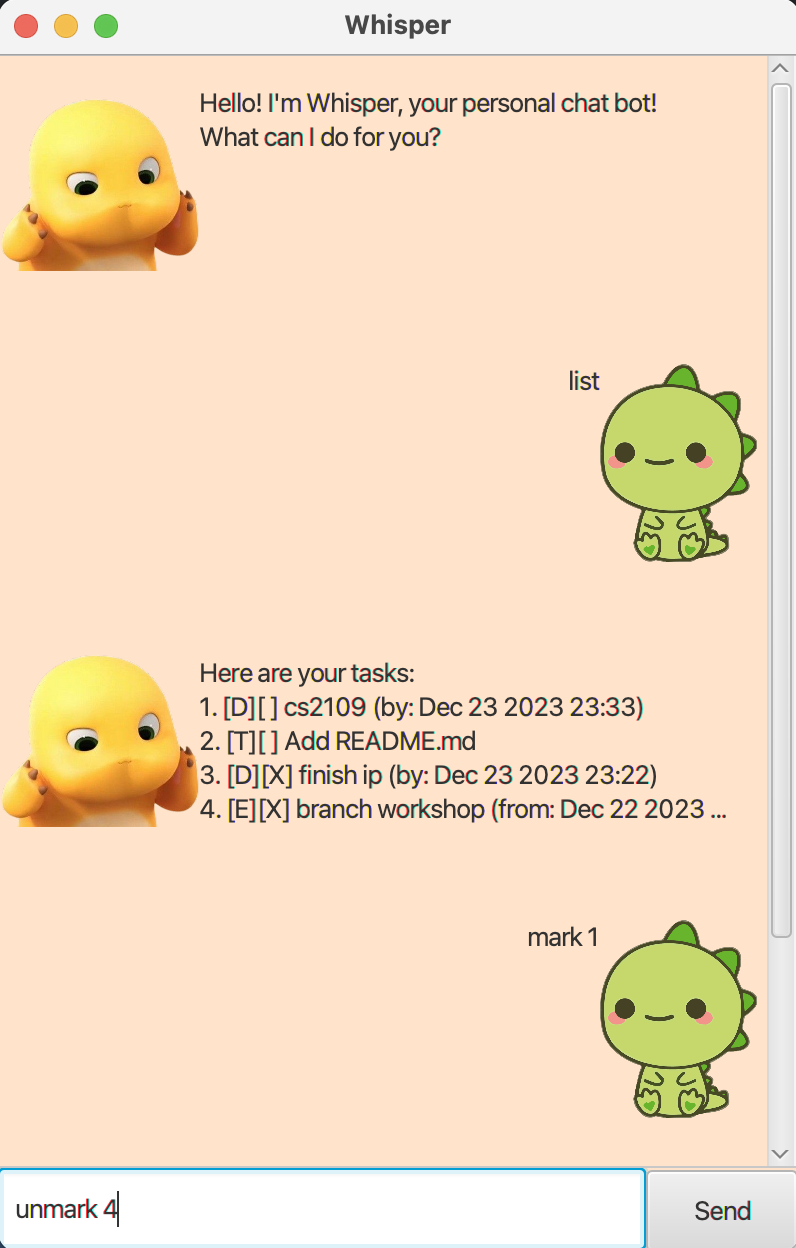 Whisper
Hello! I'm Whisper, your personal chat bot!
What can I do for you?
list
Here are your tasks:
1. [D][ ] cs2109 (by: Dec 23 2023 23:33)
2. [T][ ] Add README.md
3. [D][X] finish ip (by: Dec 23 2023 23:22)
4. [E][X] branch workshop (from: Dec 22 2023 ...
mark 1
unmark 4
Send